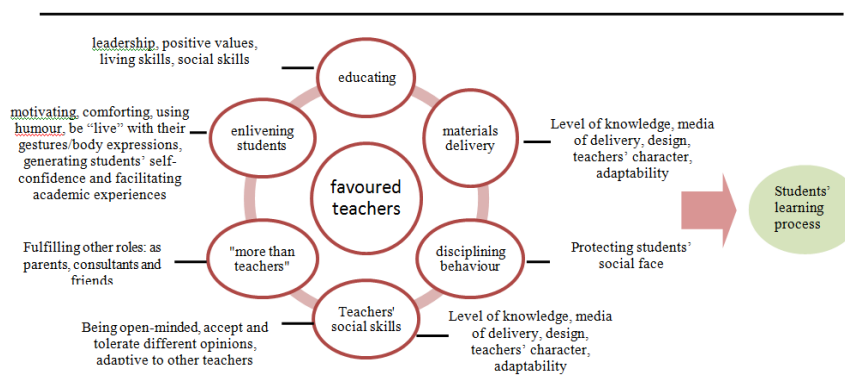 leadership, positive values,
living skills, social skills
educating
motivating, comforting, using
humour, be “live” with their
gestures/body expressions,
generating students’ self-
confidence and facilitating
academic experiences
enlivening
students
materials
delivery
Level of knowledge, media
of delivery, design,
teachers’ character,
adaptability
favoured
teachers
Students’
learning
process
Fulfilling other roles: as
parents, consultants and
friends
"more than
teachers"
disciplining
behaviour
Protecting students’
social face
Teachers'
social skills
Being open-minded, accept and
tolerate different opinions,
adaptive to other teachers
Level of knowledge, media
of delivery, design,
teachers’ character,
adaptability